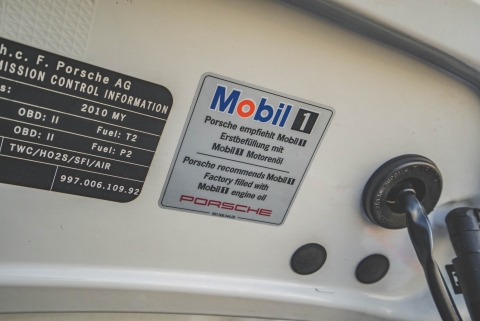 h.c. F. Porsche AG
MISSION CONTROL INFORMATION
s:
2010 MY
OBD: II Fuel: T2
OBD: II Fuel: P2
TWC/HO2S/SFI/AIR
997.006.109.92
Mobil 1
Porsche empfiehlt Mobil 1
Erstbefüllung mit
Mobil 1 Motorenöl
Porsche recommends Mobil 1
Factory filled with
Mobil 1 engine oil
PORSCHE